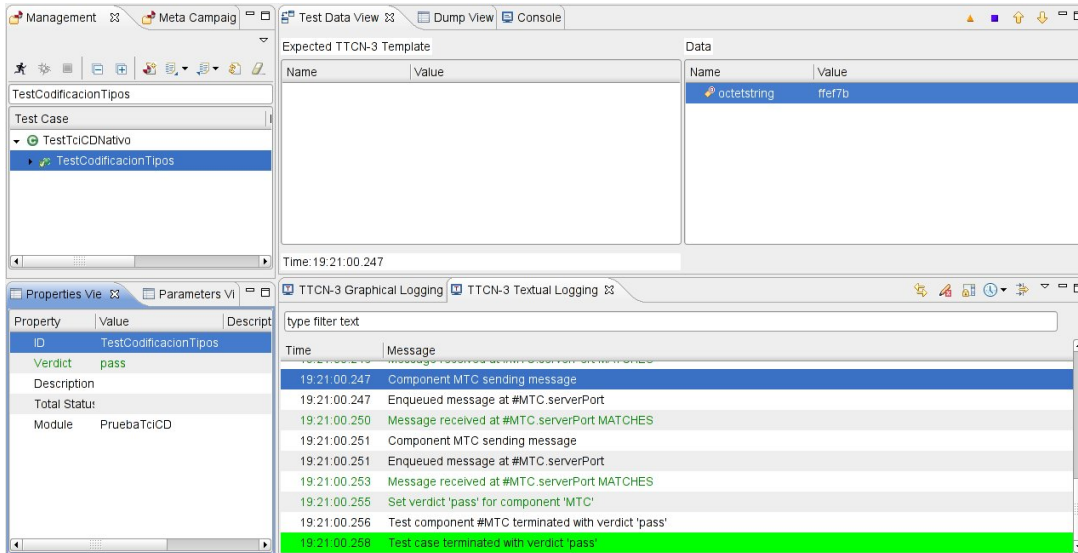 Management
Meta Campaig
TestCodificacionTipos
Test Case
TestTciCDNativo
TestCodificacionTipos
Test Data View
Dump View
Console
Expected TTCN-3 Template
Data
Name Value
Name Value
octetstring ffef7b
Time:19:21:00.247
Properties Vie
Parameters Vi
Property Value Descript
ID TestCodificacionTipos
Verdict pass
Description
Total Status
Module PruebaTciCD
TTCN-3 Graphical Logging
TTCN-3 Textual Logging
type filter text
Time Message
19:21:00.247 Component MTC sending message
19:21:00.247 Enqueued message at #MTC.serverPort
19:21:00.250 Message received at #MTC.serverPort MATCHES
19:21:00.251 Component MTC sending message
19:21:00.251 Enqueued message at #MTC.serverPort
19:21:00.253 Message received at #MTC.serverPort MATCHES
19:21:00.255 Set verdict 'pass' for component 'MTC'
19:21:00.256 Test component #MTC terminated with verdict 'pass'
19:21:00.258 Test case terminated with verdict 'pass'